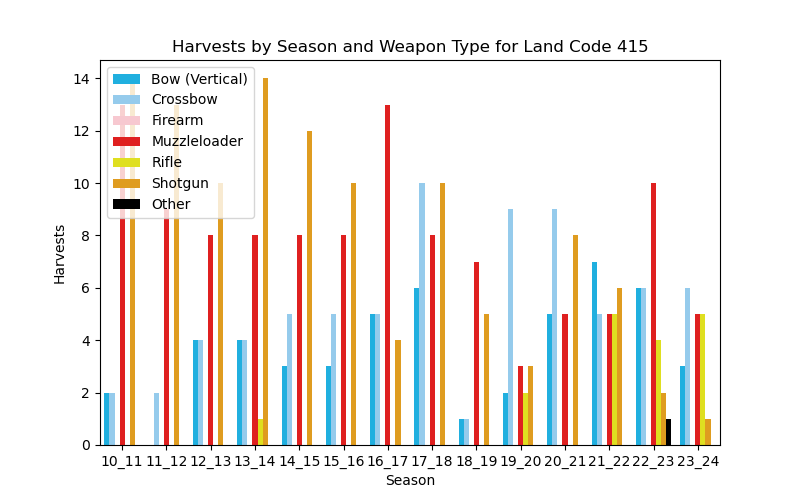 Harvests by Season and Weapon Type for Land Code 415
Harvests
14
12
10
8
6
4
2
0
Bow (Vertical)
Crossbow
Firearm
Muzzleloader
Rifle
Shotgun
Other
10_11 11_12 12_13 13_14 14_15 15_16 16_17 17_18 18_19 19_20 20_21 21_22 22_23 23_24
Season